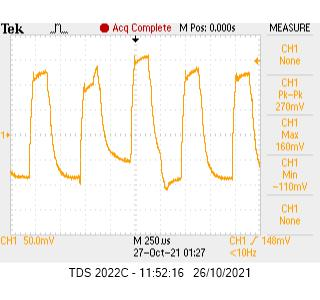 Tek Acq Complete M Pos: 0.000s MEASURE
CH1
None
CH1
Pk-Pk
270mV
CH1
Max
160mV
CH1
Min
-110mV
CH1
None
1
CH1 50.0mV M 250µs CH1 148mV
27-Oct-21 01:27 <10Hz
TDS 2022C - 11:52:16 26/10/2021